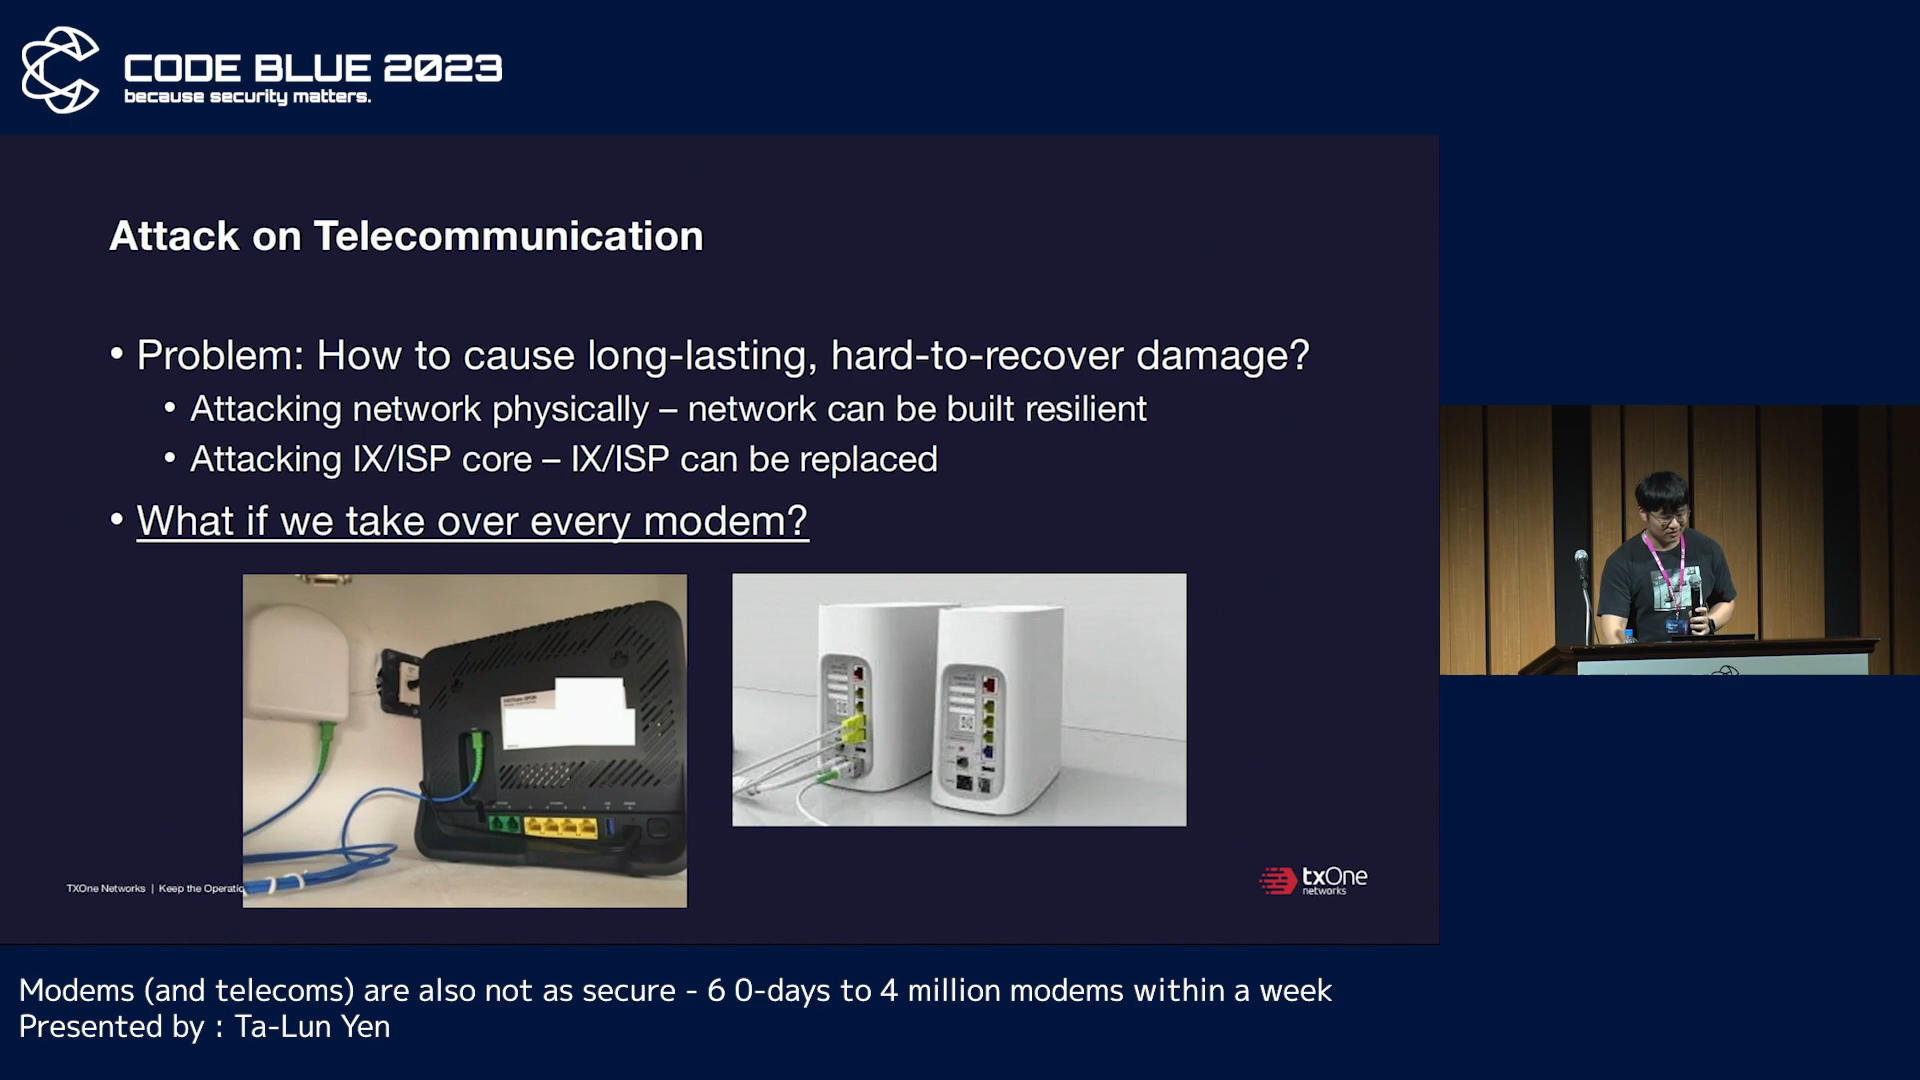 CODE BLUE 2023
because security matters.
Attack on Telecommunication
• Problem: How to cause long-lasting, hard-to-recover damage?
• Attacking network physically – network can be built resilient
• Attacking IX/ISP core – IX/ISP can be replaced
• What if we take over every modem?
TXOne Networks | Keep the Operatio
txOne
networks
Modems (and telecoms) are also not as secure - 6 0-days to 4 million modems within a week
Presented by : Ta-Lun Yen